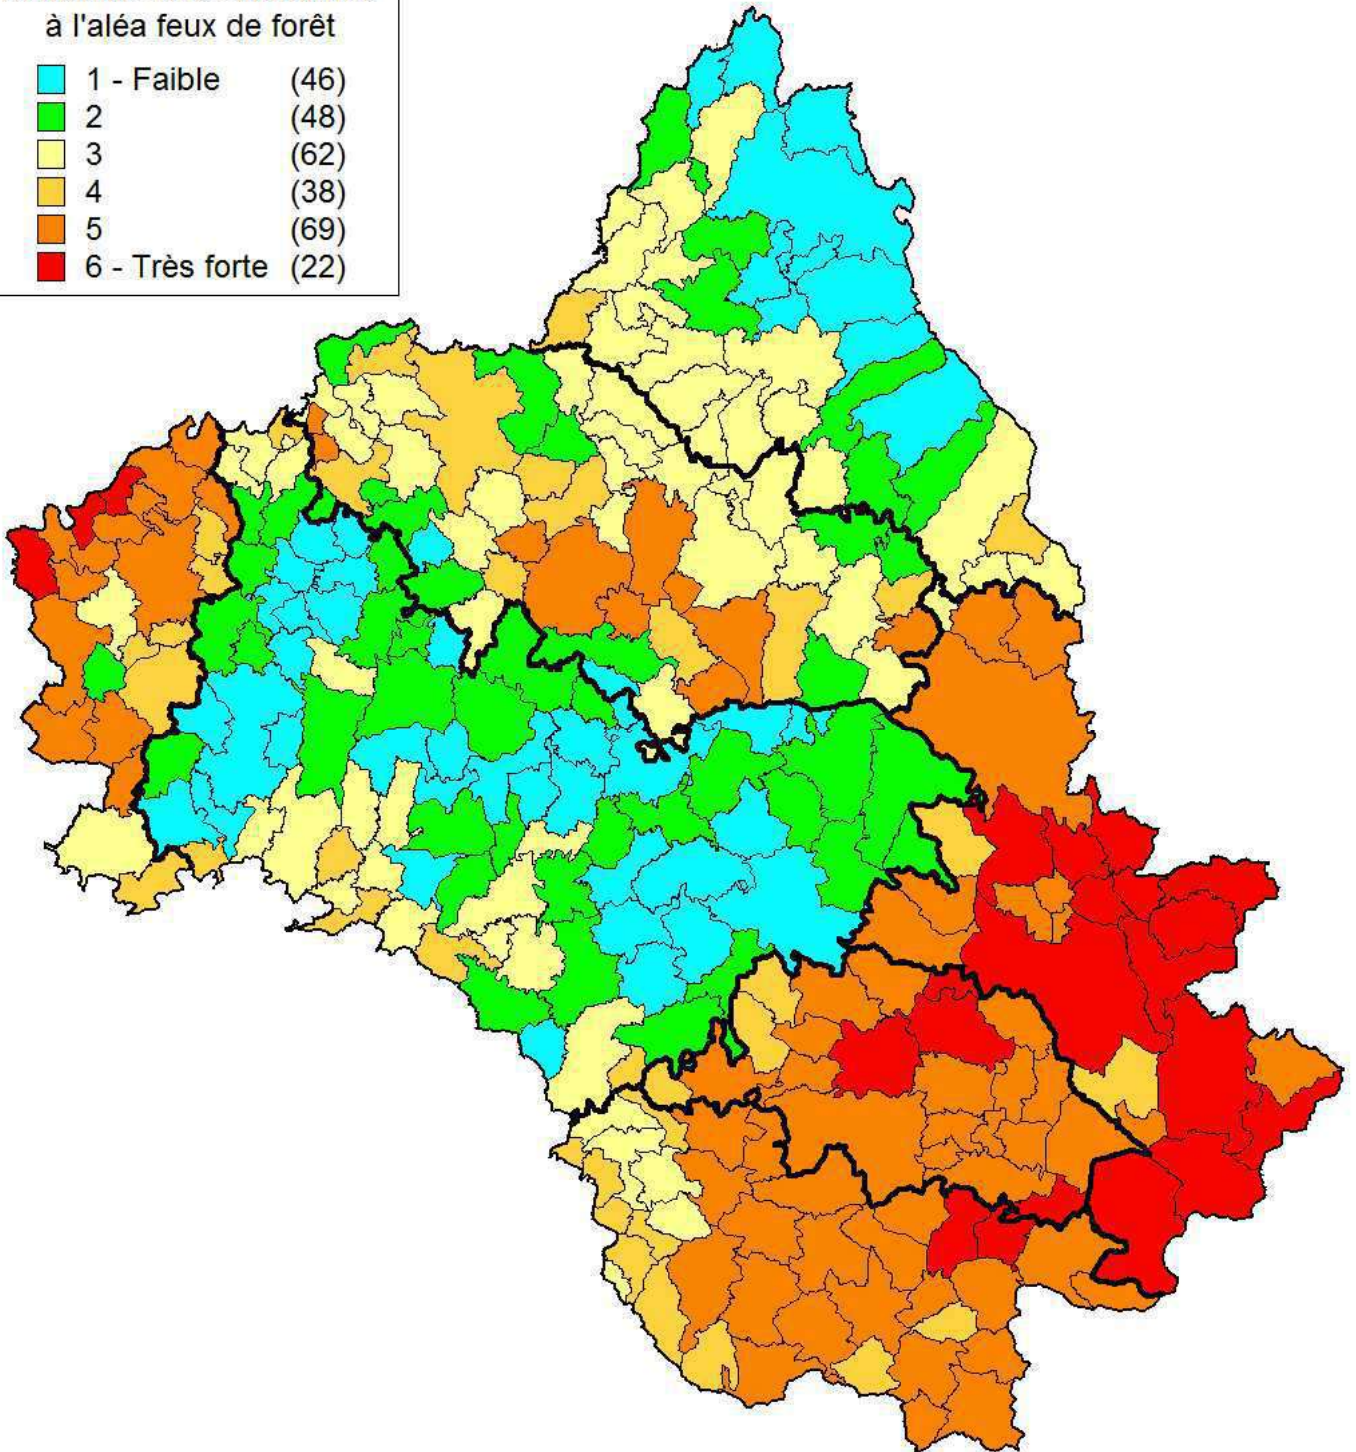 à l'aléa feux de forêt
1 - Faible (46)
2 (48)
3 (62)
4 (38)
5 (69)
6 - Très forte (22)